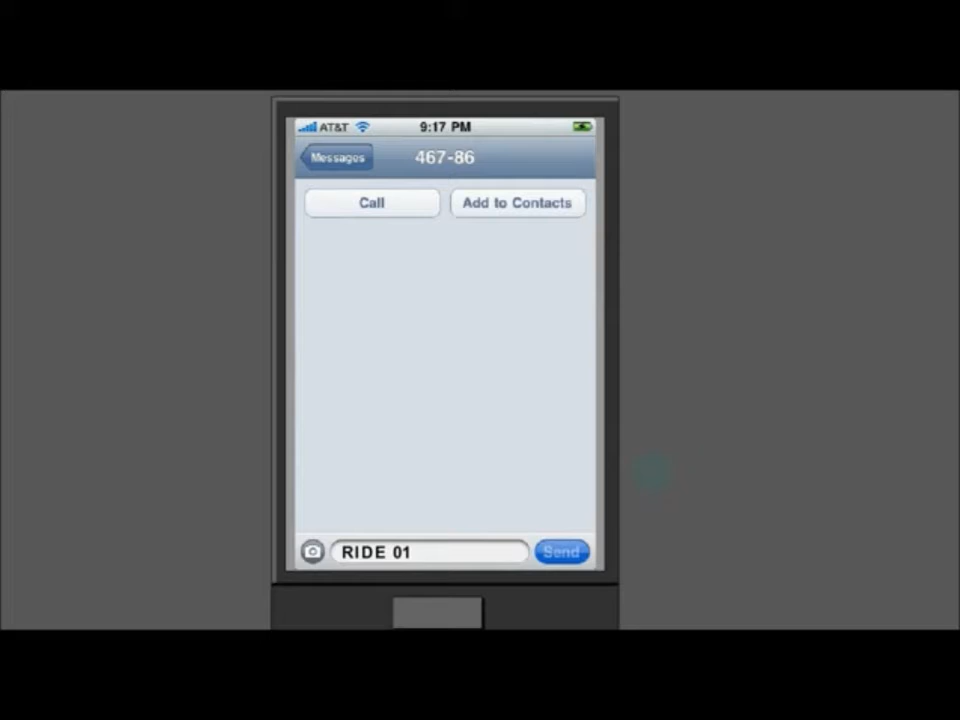 AT&T 9:17 PM
Messages 467-86
Call Add to Contacts
RIDE 01 Send